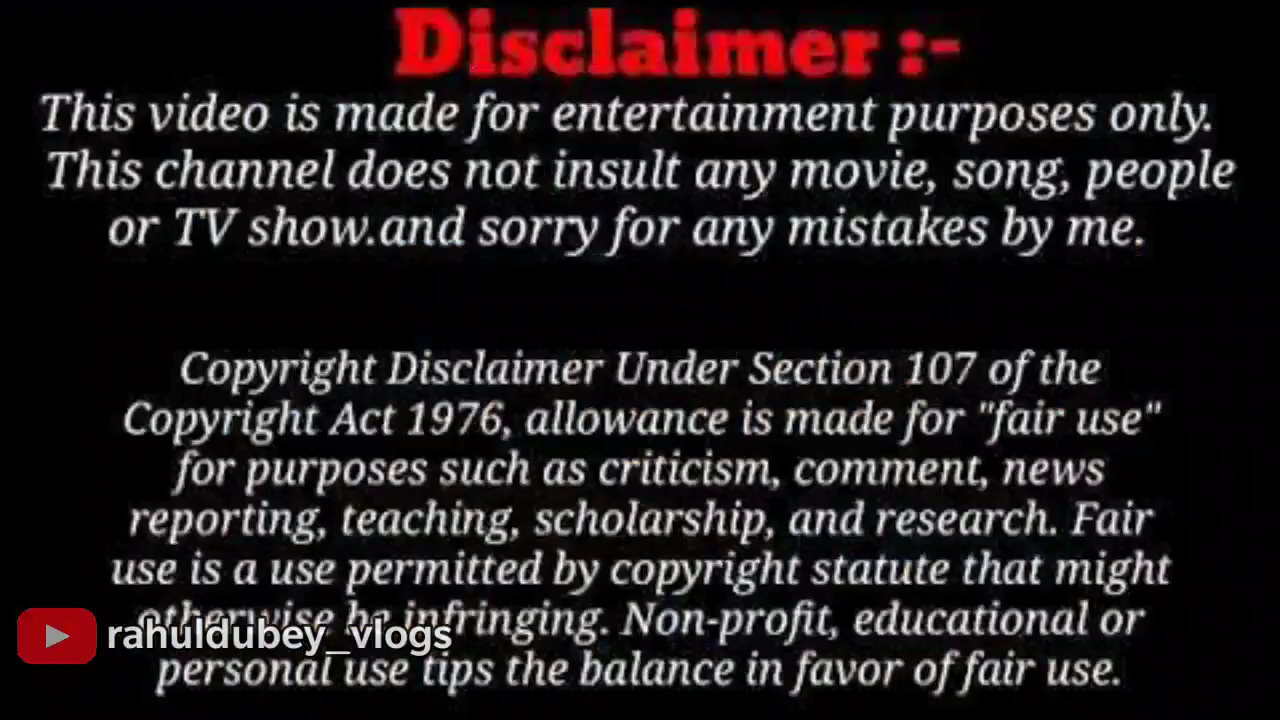 Disclaimer :-
This video is made for entertainment purposes only.
This channel does not insult any movie, song, people
or TV show.and sorry for any mistakes by me.
Copyright Disclaimer Under Section 107 of the
Copyright Act 1976, allowance is made for "fair use"
for purposes such as criticism, comment, news
reporting, teaching, scholarship, and research. Fair
use is a use permitted by copyright statute that might
otherwise be infringing. Non-profit, educational or
rahuldubey_vlogs
personal use tips the balance in favor of fair use.